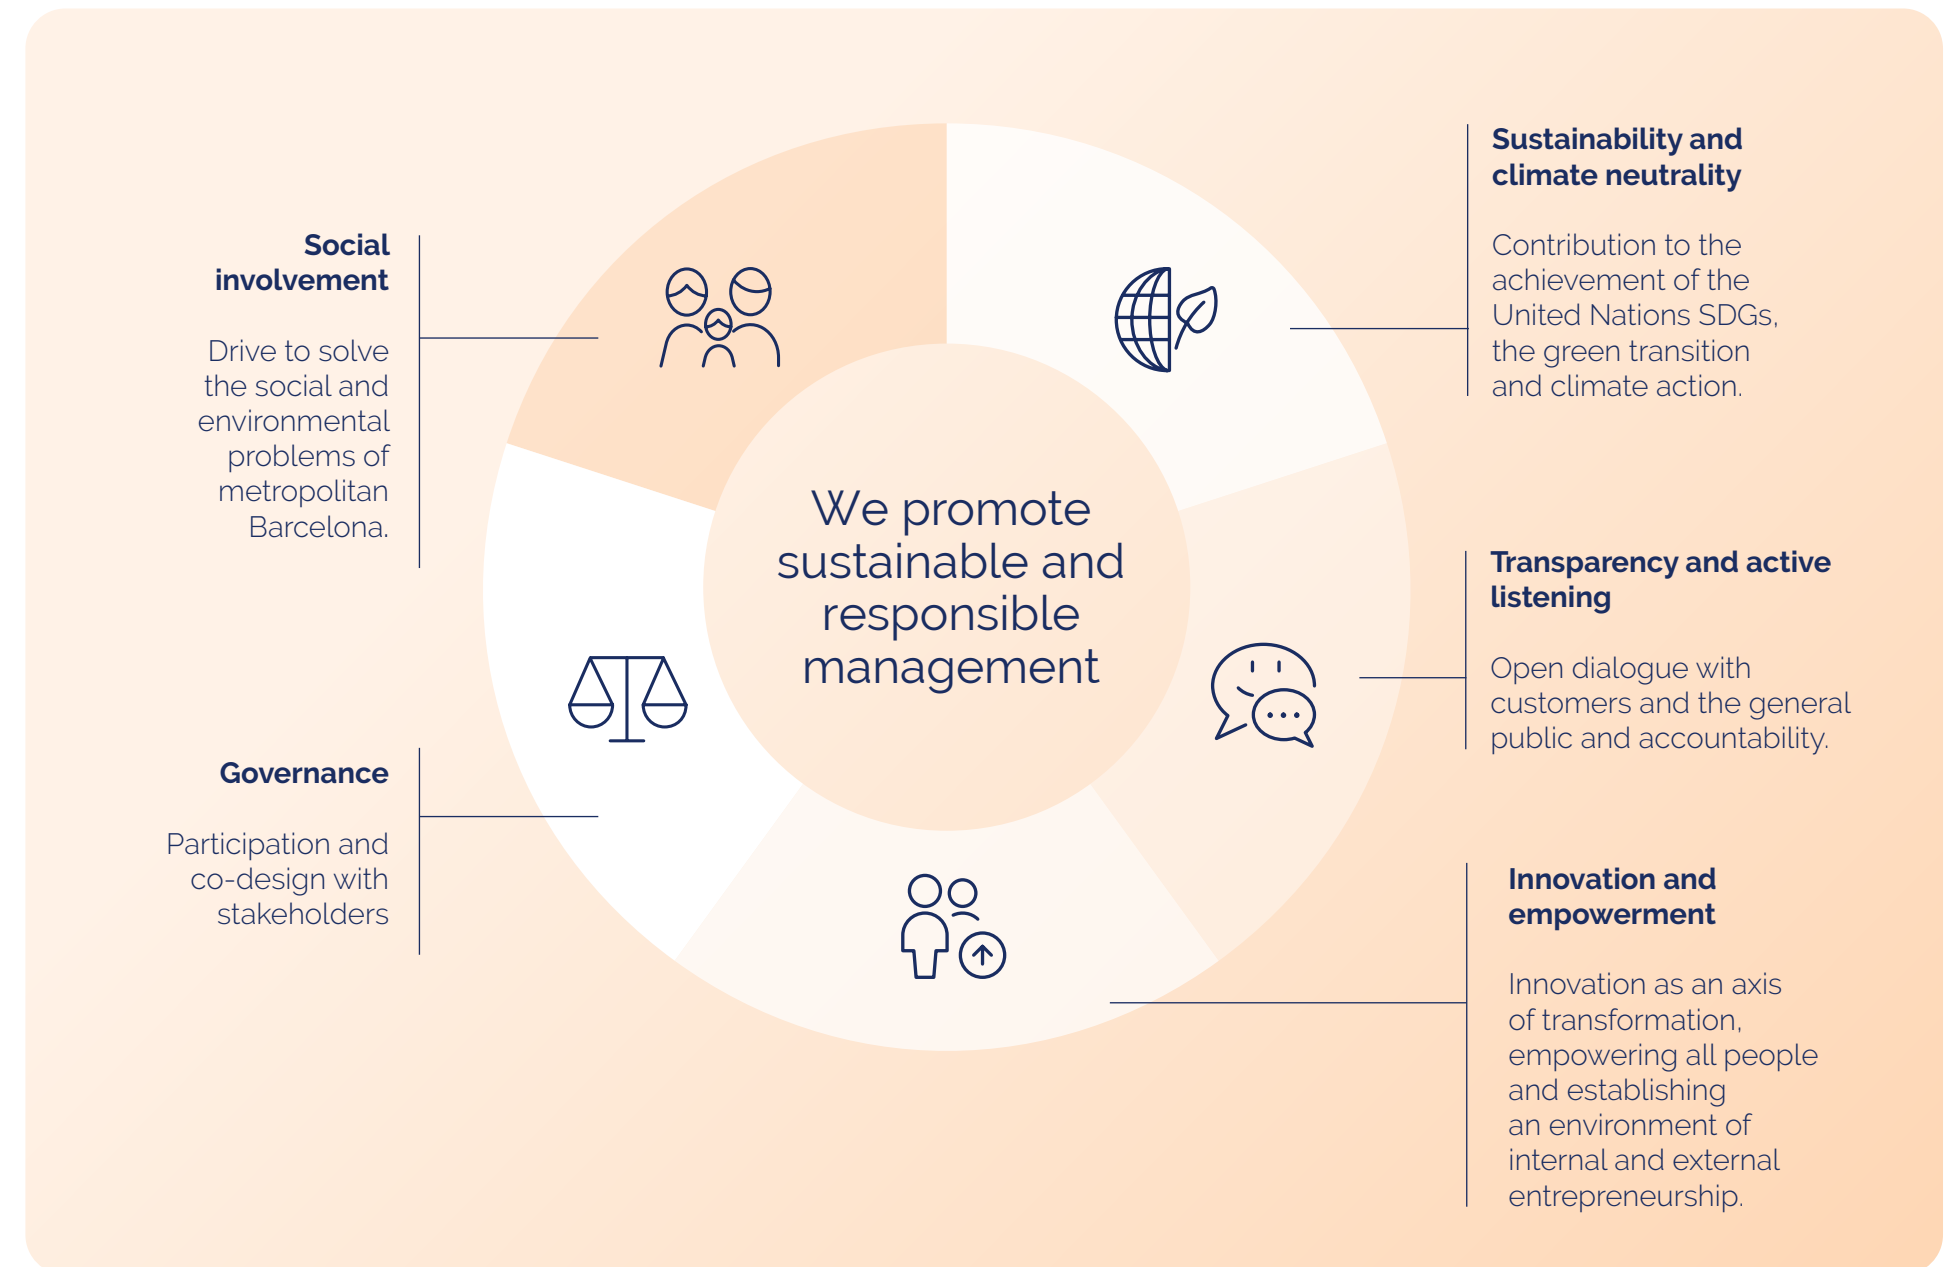 Social
involvement
Drive to solve
the social and
environmental
problems of
metropolitan
Barcelona.
Governance
Participation and
co-design with
stakeholders
We promote
sustainable and
responsible
management
Sustainability and
climate neutrality
Contribution to the
achievement of the
United Nations SDGs,
the green transition
and climate action.
Transparency and active
listening
Open dialogue with
customers and the general
public and accountability.
Innovation and
empowerment
Innovation as an axis
of transformation,
empowering all people
and establishing
an environment of
internal and external
entrepreneurship.